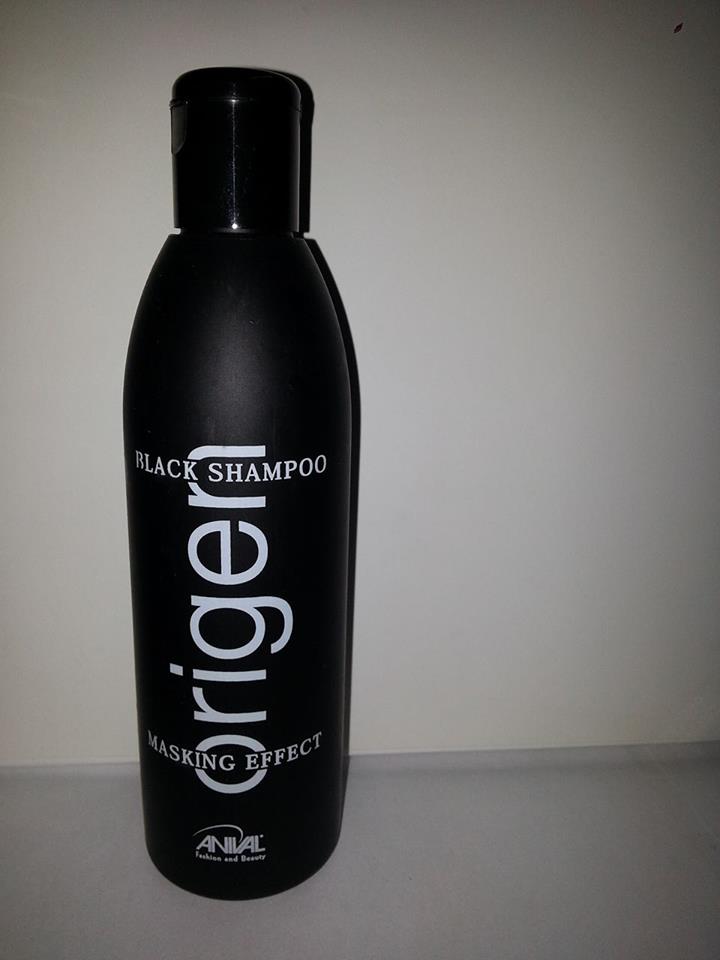 BLACK SHAMPOO
origen
MASKING EFFECT
ANIVAL
Fashion and Beauty